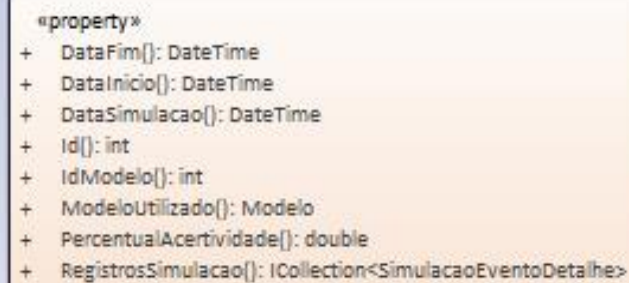 «property»
+ DataFim(): DateTime
+ DataInicio(): DateTime
+ DataSimulacao(): DateTime
+ Id(): int
+ IdModelo(): int
+ ModeloUtilizado(): Modelo
+ PercentualAcertividade(): double
+ RegistrosSimulacao(): ICollection<SimulacaoEventoDetalhe>